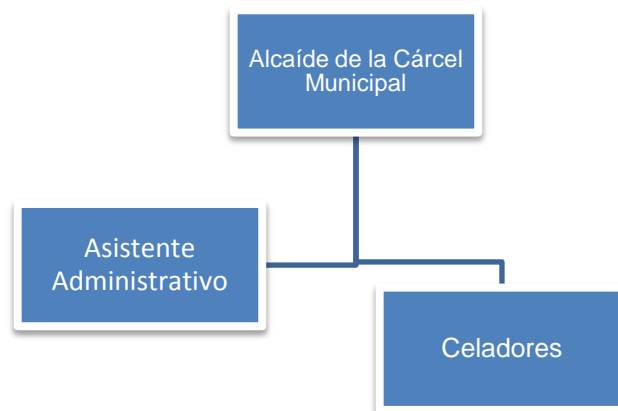 Alcaíde de la Cárcel
Municipal
Asistente
Administrativo
Celadores